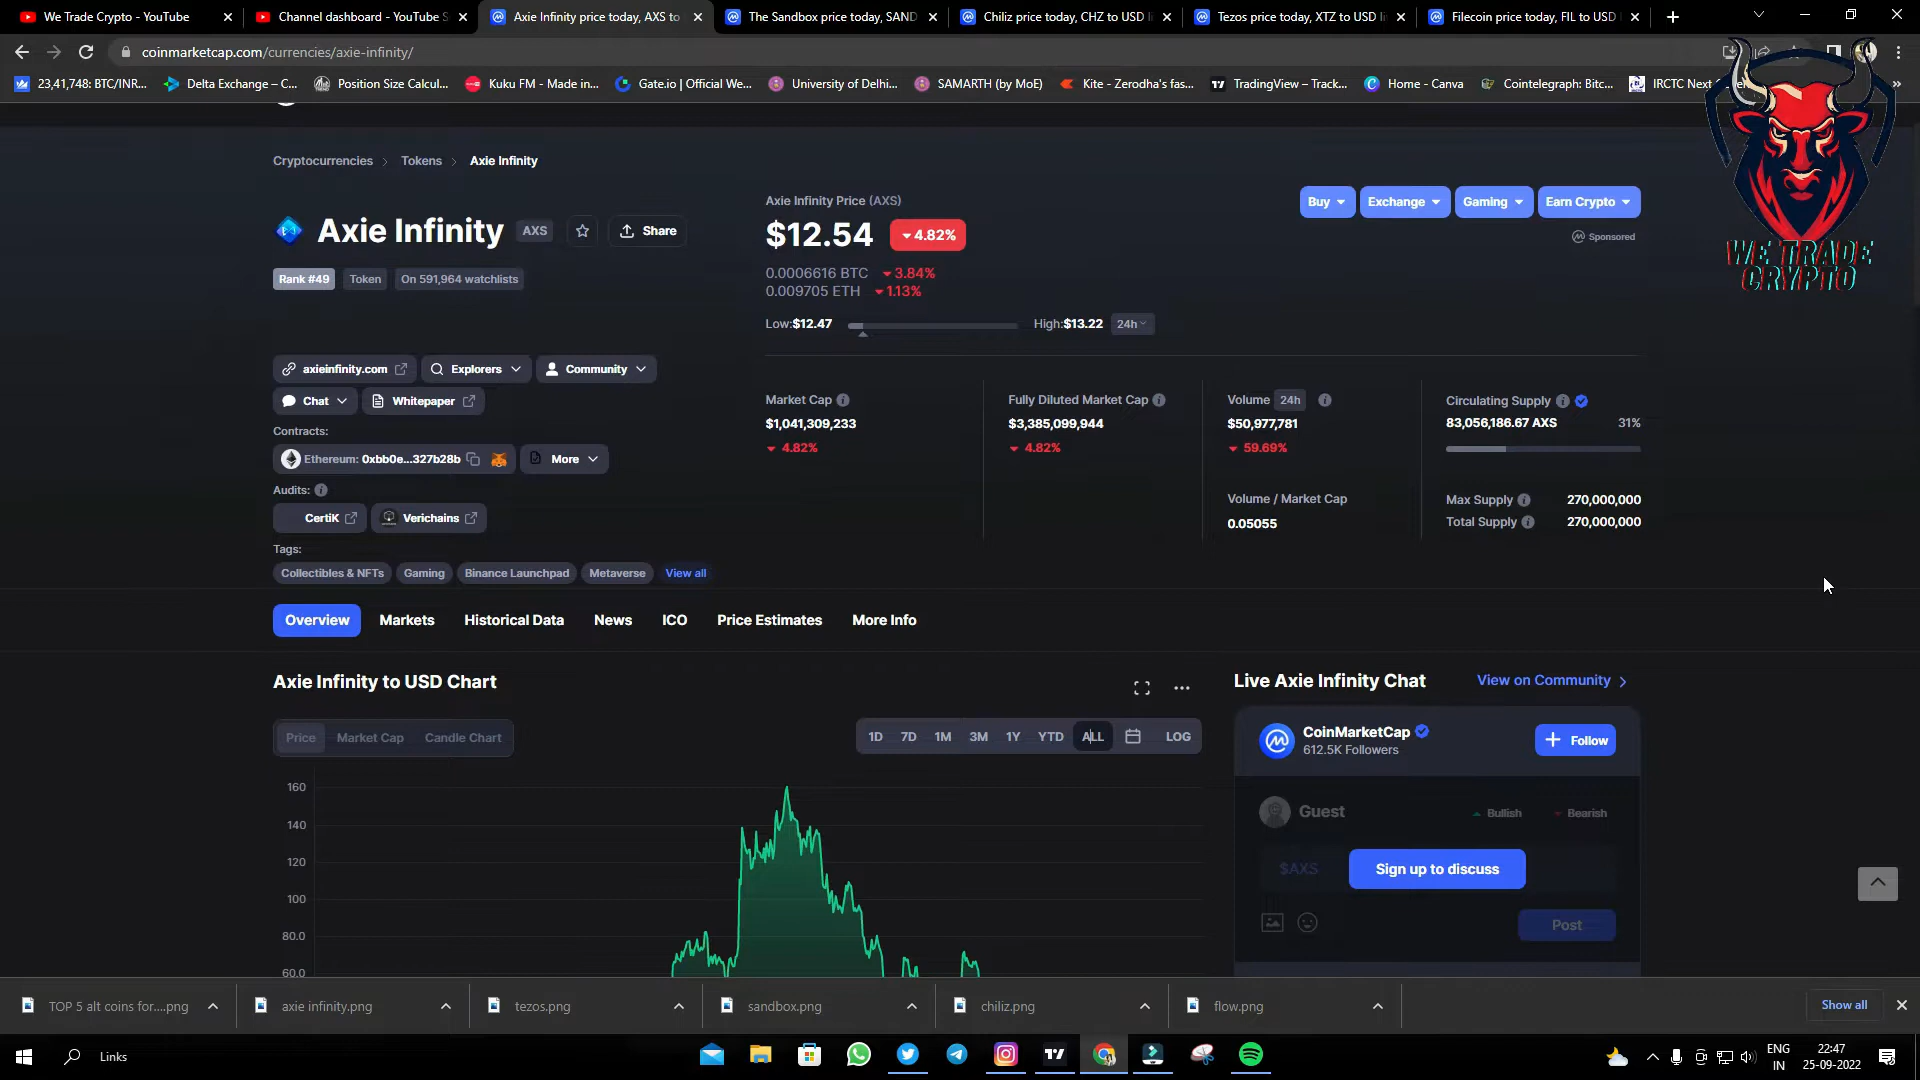 We Trade Crypto - YouTube
Channel dashboard - YouTube S
Axie Infinity price today, AXS to
The Sandbox price today, SAND
Chiliz price today, CHZ to USD li
Tezos price today, XTZ to USD li
Filecoin price today, FIL to USD
coinmarketcap.com/currencies/axie-infinity/
23,41,748: BTC/INR...
Delta Exchange – C...
Position Size Calcul...
Kuku FM - Made in...
Gate.io | Official We...
University of Delhi...
SAMARTH (by MoE)
Kite - Zerodha's fas...
TradingView – Track...
Home - Canva
Cointelegraph: Bitc...
IRCTC Next
WE TRADE
CRYPTO
Cryptocurrencies
Tokens
Axie Infinity
Axie Infinity AXS
Share
Rank #49
Token
On 591,964 watchlists
Axie Infinity Price (AXS)
$12.54
4.82%
0.0006616 BTC 3.84%
0.009705 ETH 1.13%
Low:$12.47
High:$13.22
24h
Buy
Exchange
Gaming
Earn Crypto
Sponsored
axieinfinity.com
Explorers
Community
Chat
Whitepaper
Contracts:
Ethereum: 0xbb0e...327b28b
More
Audits:
CertiK
Verichains
Tags:
Collectibles & NFTs
Gaming
Binance Launchpad
Metaverse
View all
Market Cap
$1,041,309,233
4.82%
Fully Diluted Market Cap
$3,385,099,944
4.82%
Volume 24h
$50,977,781
59.69%
Volume / Market Cap
0.05055
Circulating Supply
83,056,186.67 AXS 31%
Max Supply 270,000,000
Total Supply 270,000,000
Overview
Markets
Historical Data
News
ICO
Price Estimates
More Info
Axie Infinity to USD Chart
Price
Market Cap
Candle Chart
1D
7D
1M
3M
1Y
YTD
ALL
LOG
160
140
120
100
80.0
60.0
Live Axie Infinity Chat
View on Community
CoinMarketCap
612.5K Followers
Follow
Guest
Bullish
Bearish
$AXS
Sign up to discuss
Post
TOP 5 alt coins for....png
axie infinity.png
tezos.png
sandbox.png
chiliz.png
flow.png
Show all
Links
ENG
IN
22:47
25-09-2022